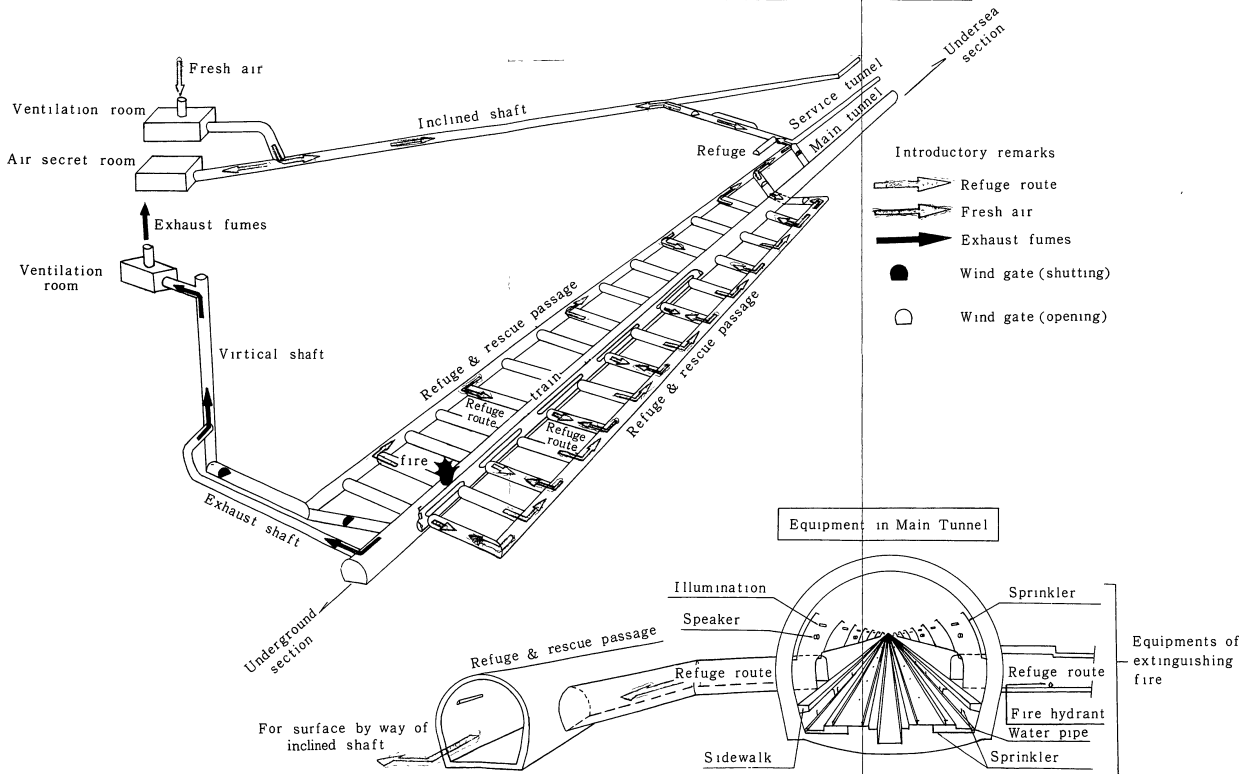 Undersea
section
Fresh air
Ventilation room
Air secret room
Inclined shaft
Service tunnel
Main tunnel
Refuge
Exhaust fumes
Ventilation
room
Virtical shaft
Exhaust shaft
Refuge & rescue passage
train
Refuge
route
fire
Refuge
route
Refuge & rescue passage
Underground
section
Introductory remarks
Refuge route
Fresh air
Exhaust fumes
Wind gate (shutting)
Wind gate (opening)
Equipment in Main Tunnel
Illumination
Speaker
Sprinkler
Refuge & rescue passage
Refuge route
Refuge route
Equipments of
extinguishing
fire
Fire hydrant
Water pipe
Sprinkler
Sidewalk
For surface by way of
inclined shaft